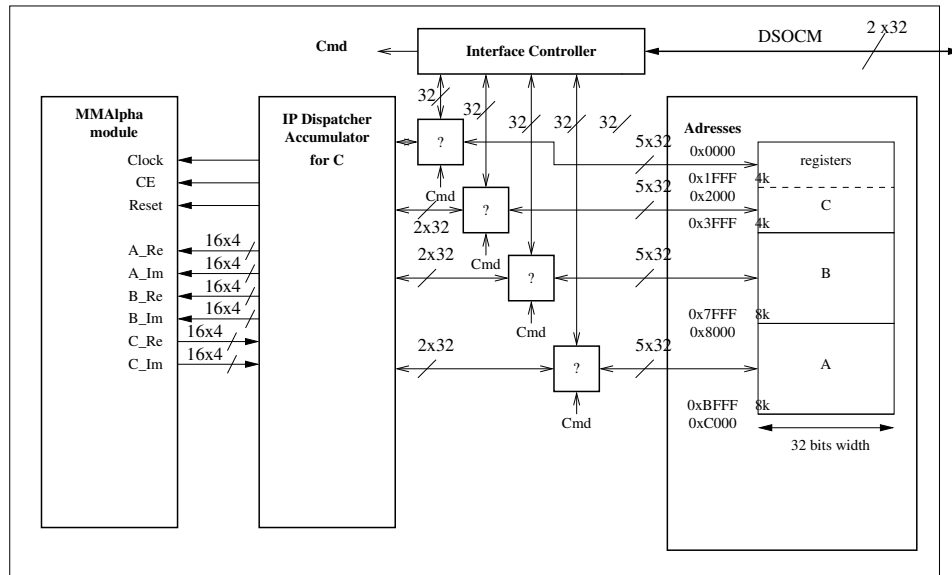 Cmd
Interface Controller
DSOCM
2 x32
MMAlpha
module
Clock
CE
Reset
A_Re
A_Im
B_Re
B_Im
C_Re
C_Im
16x4
16x4
16x4
16x4
16x4
16x4
IP Dispatcher
Accumulator
for C
32
32
32
32
32
?
Cmd
?
Cmd
?
Cmd
?
Cmd
2x32
2x32
2x32
5x32
5x32
5x32
5x32
Adresses
0x0000
0x1FFF 4k
0x2000
0x3FFF 4k
0x7FFF 8k
0x8000
0xBFFF 8k
0xC000
registers
C
B
A
32 bits width